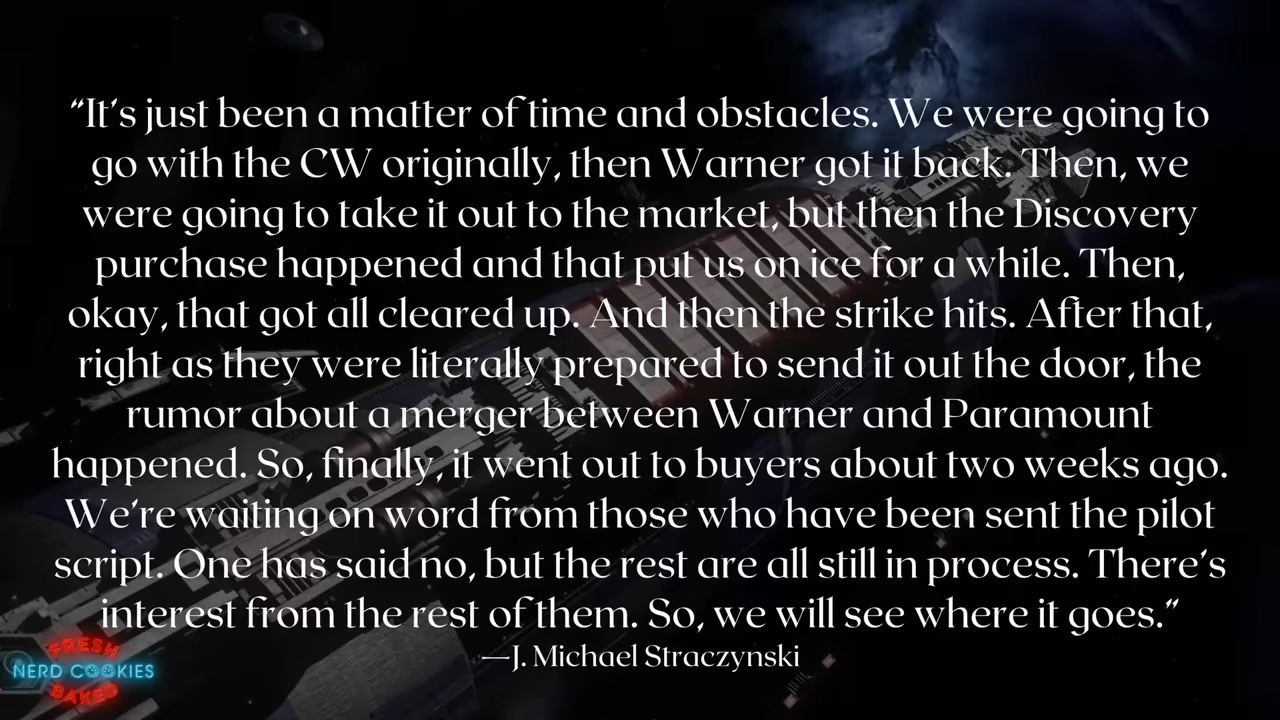 “It’s just been a matter of time and obstacles. We were going to
go with the CW originally, then Warner got it back. Then, we
were going to take it out to the market, but then the Discovery
purchase happened and that put us on ice for a while. Then,
okay, that got all cleared up. And then the strike hits. After that,
right as they were literally prepared to send it out the door, the
rumor about a merger between Warner and Paramount
happened. So, finally, it went out to buyers about two weeks ago.
We’re waiting on word from those who have been sent the pilot
script. One has said no, but the rest are all still in process. There’s
interest from the rest of them. So, we will see where it goes.”
—J. Michael Straczynski
FRESH
NERD COOKIES
BAKED